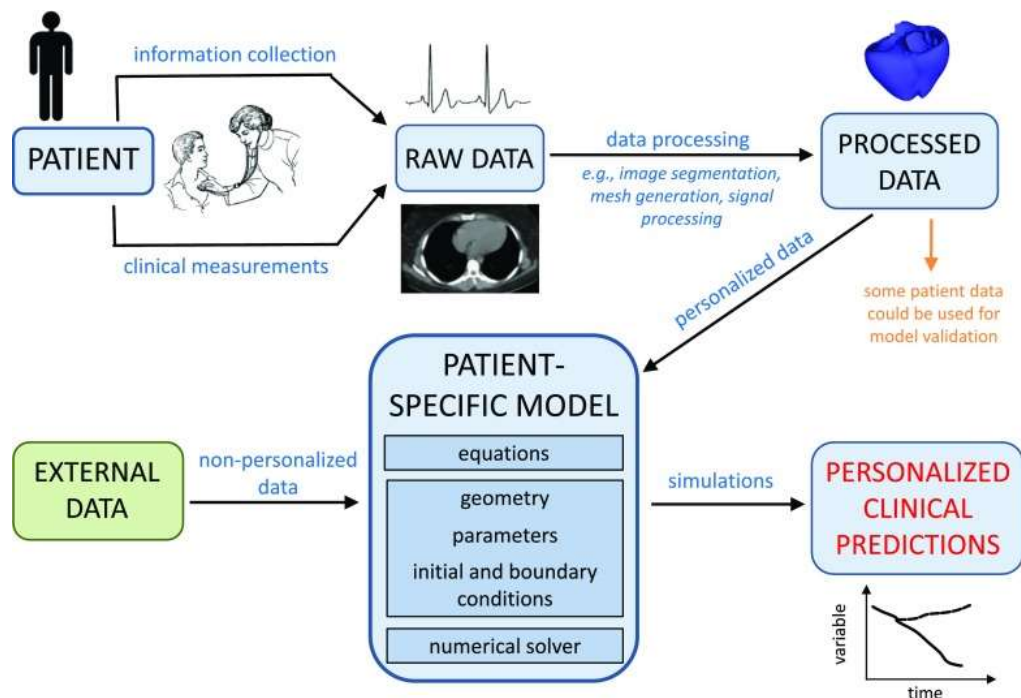 information collection
PATIENT
clinical measurements
RAW DATA
data processing
e.g., image segmentation,
mesh generation, signal
processing
PROCESSED
DATA
some patient data
could be used for
model validation
personalized data
PATIENT-
SPECIFIC MODEL
equations
geometry
parameters
initial and boundary
conditions
numerical solver
EXTERNAL
DATA
non-personalized
data
simulations
PERSONALIZED
CLINICAL
PREDICTIONS
variable
time